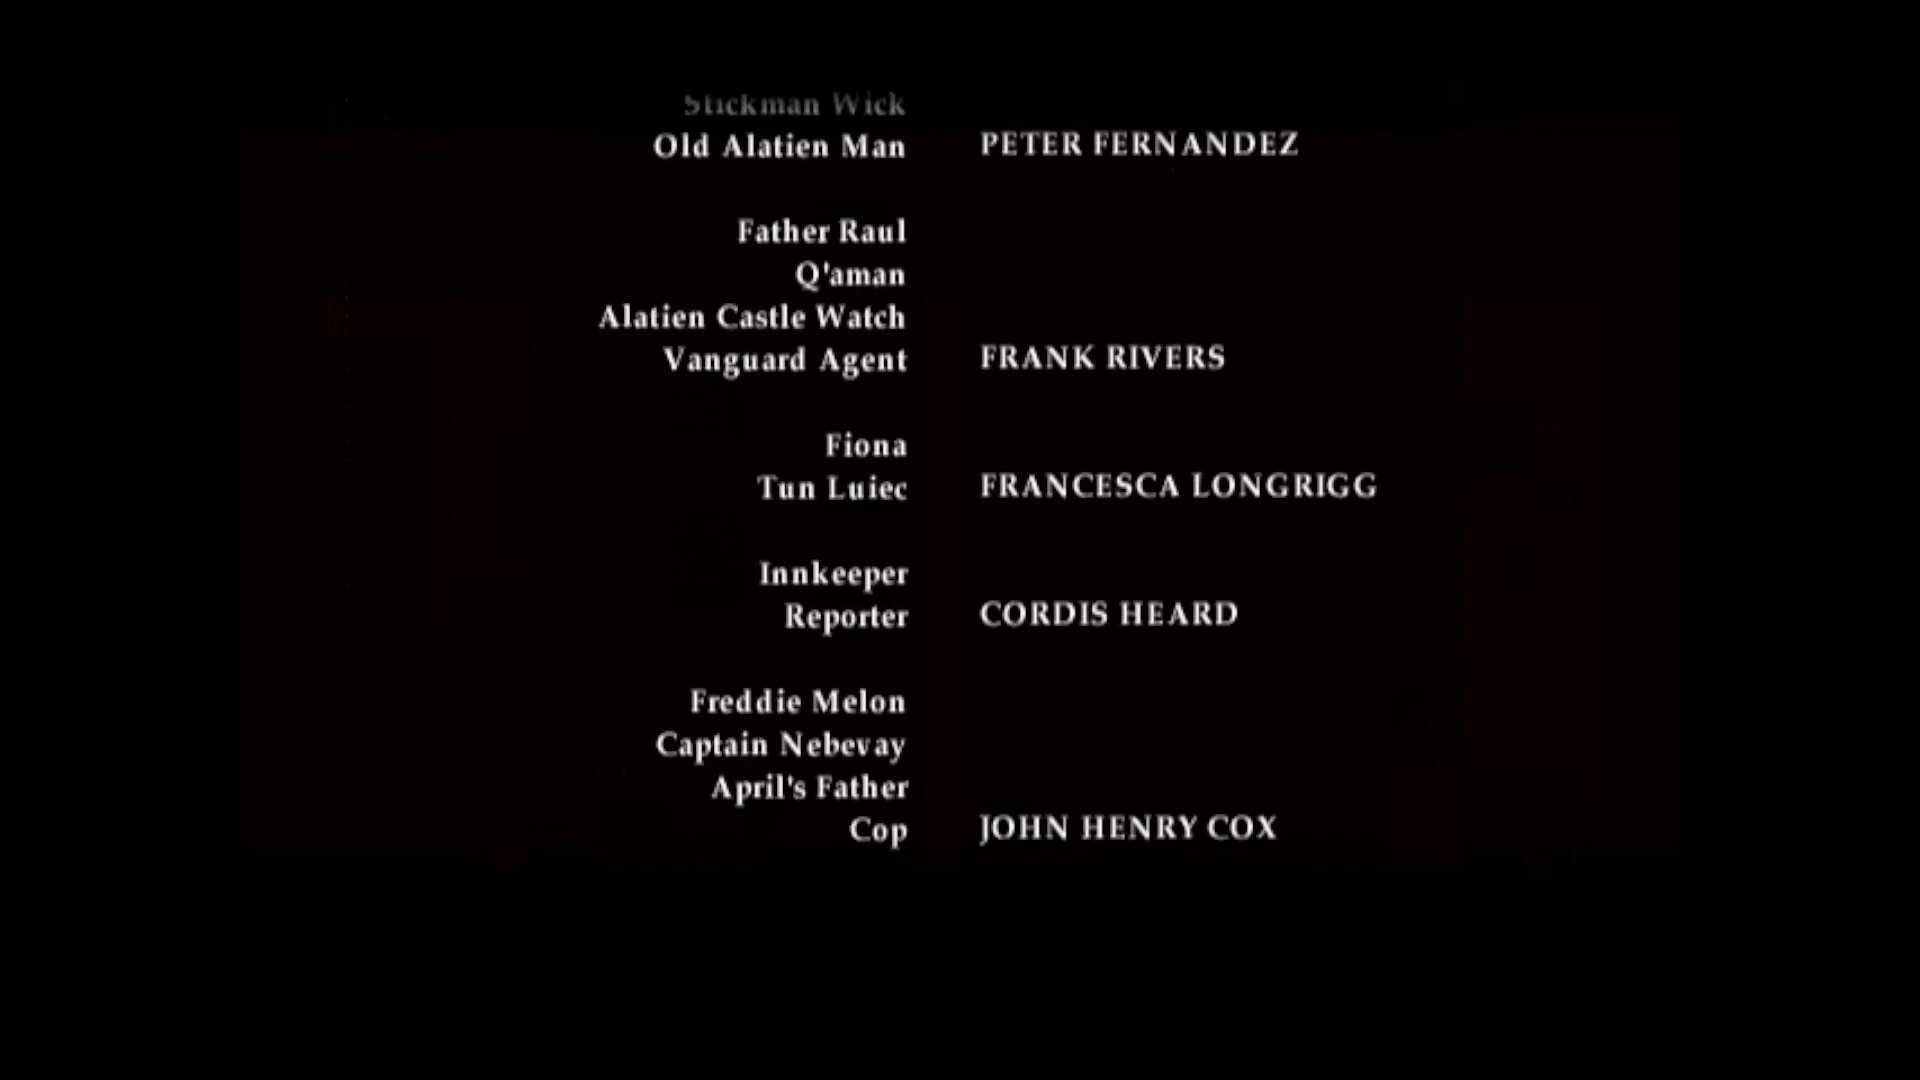 Stickman Wick
Old Alatien Man PETER FERNANDEZ
Father Raul
Q'aman
Alatien Castle Watch
Vanguard Agent FRANK RIVERS
Fiona
Tun Luiec FRANCESCA LONGRIGG
Innkeeper
Reporter CORDIS HEARD
Freddie Melon
Captain Nebevay
April's Father
Cop JOHN HENRY COX